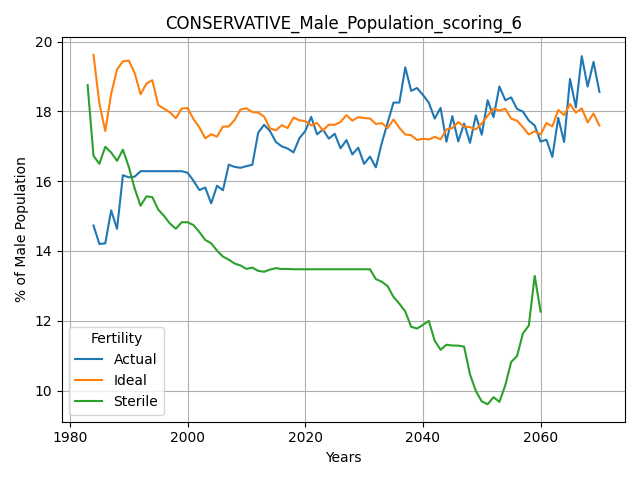 CONSERVATIVE_Male_Population_scoring_6
% of Male Population
20
18
16
14
12
10
Fertility
Actual
Ideal
Sterile
1980
2000
2020
2040
2060
Years